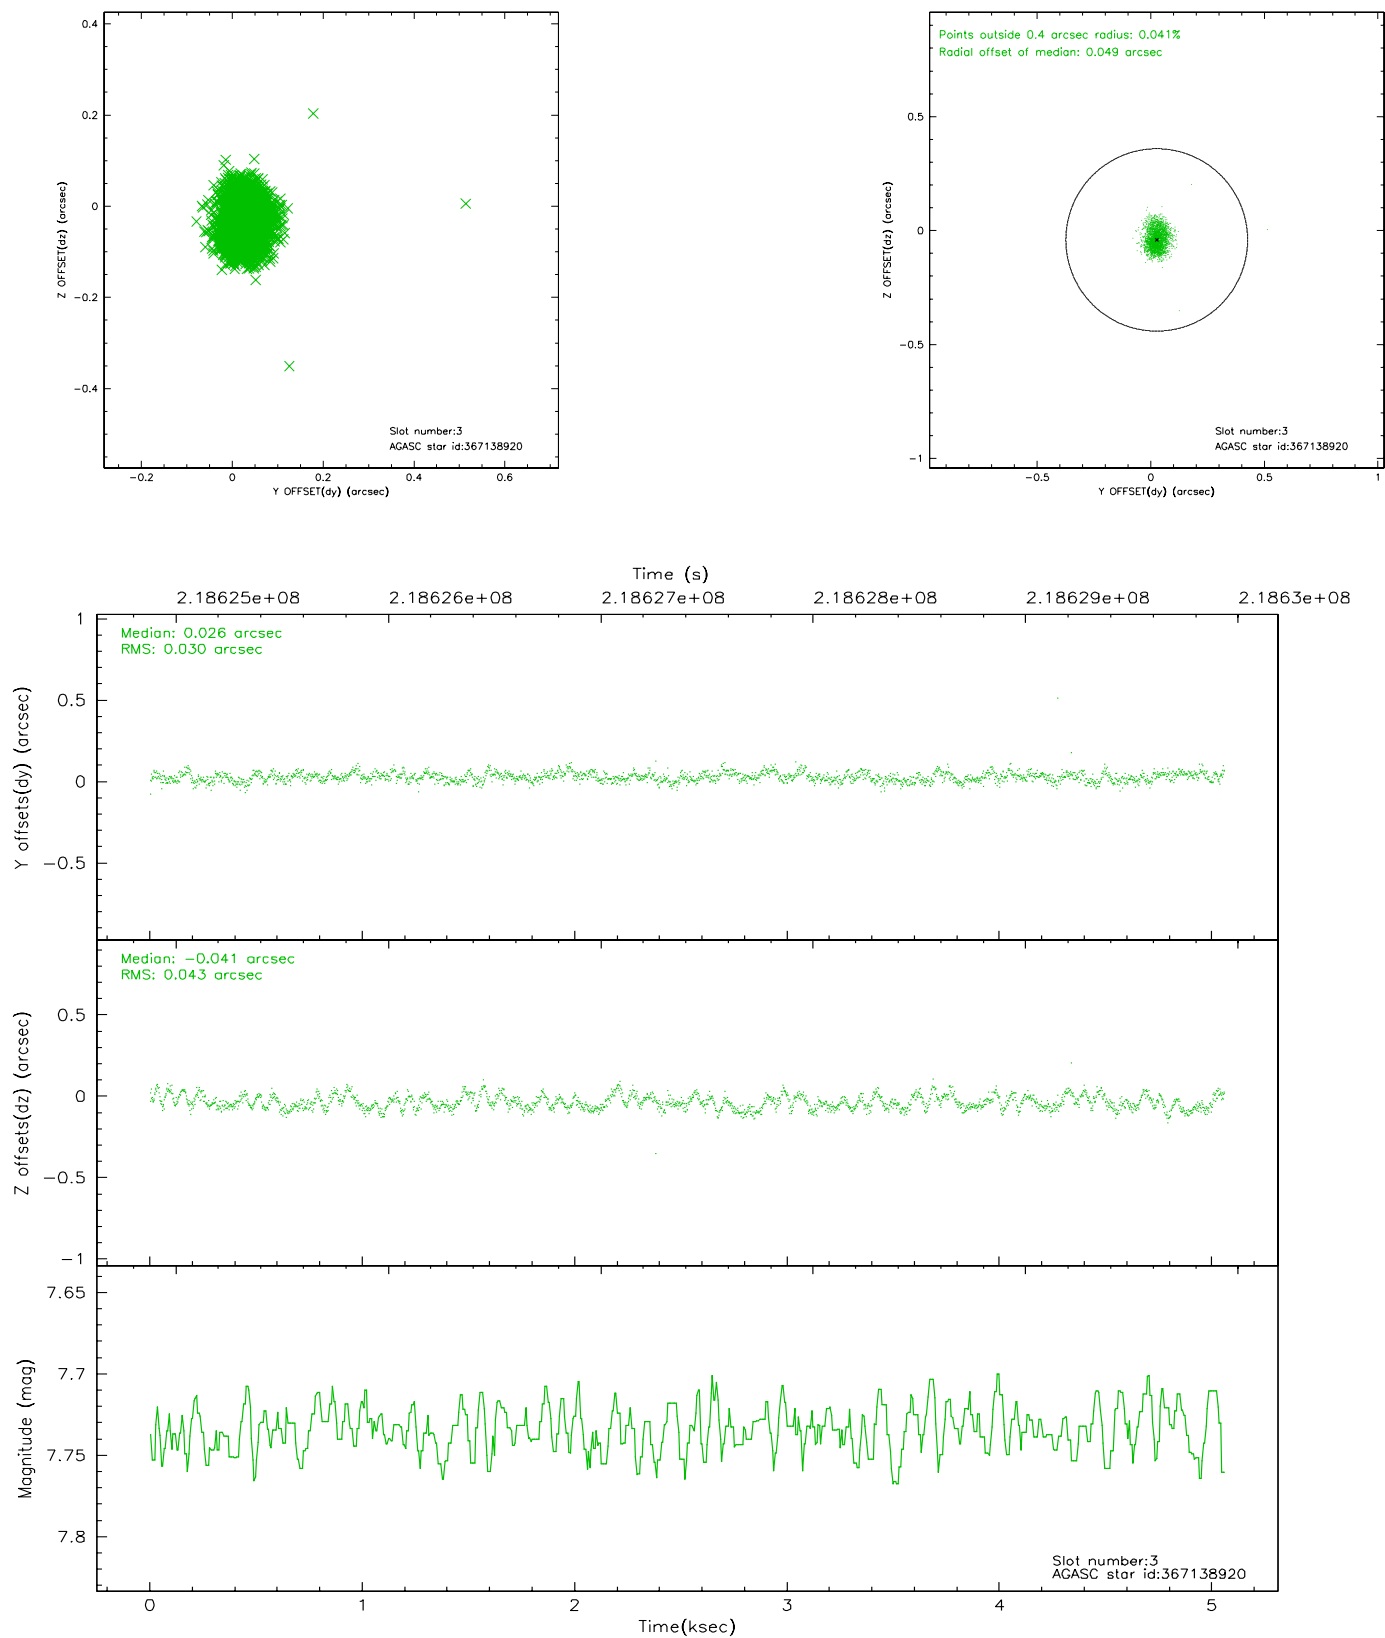 0.4
0.2
0
−0.2
−0.4
Z OFFSET(dz) (arcsec)
Slot number:3
AGASC star id:367138920
−0.2 0 0.2 0.4 0.6
Y OFFSET(dy) (arcsec)
Points outside 0.4 arcsec radius: 0.041%
Radial offset of median: 0.049 arcsec
0.5
0
−0.5
−1
Z OFFSET(dz) (arcsec)
Slot number:3
AGASC star id:367138920
−0.5 0 0.5 1
Y OFFSET(dy) (arcsec)
Time (s)
2.18625e+08 2.18626e+08 2.18627e+08 2.18628e+08 2.18629e+08 2.1863e+08
Median: 0.026 arcsec
RMS: 0.030 arcsec
1
0.5
0
−0.5
Y offsets(dy) (arcsec)
Median: −0.041 arcsec
RMS: 0.043 arcsec
0.5
0
−0.5
−1
Z offsets(dz) (arcsec)
7.65
7.7
7.75
7.8
Magnitude (mag)
Slot number:3
AGASC star id:367138920
0 1 2 3 4 5
Time(ksec)